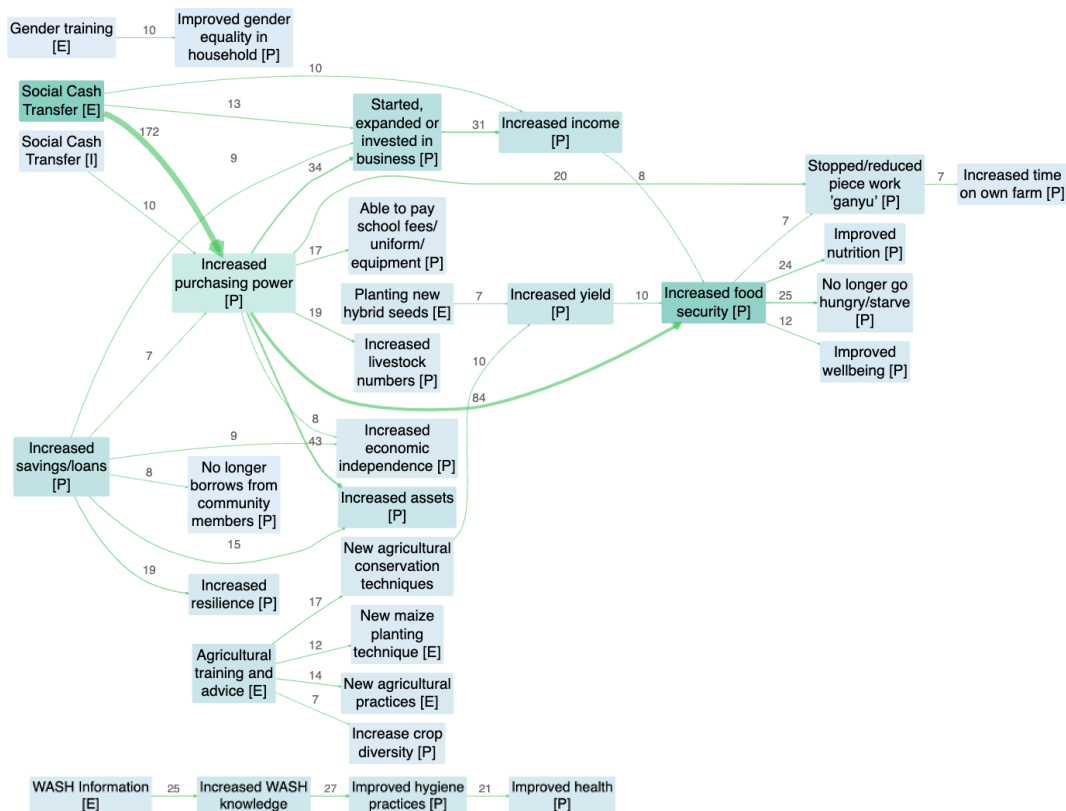 Gender training
[E]
10
Improved gender
equality in
household [P]
Social Cash
Transfer [E]
10
13
172
Started,
expanded or
invested in
business [P]
31
Increased income
[P]
Social Cash
Transfer [I]
9
34
20
8
Stopped/reduced
piece work
'ganyu' [P]
7
Increased time
on own farm [P]
10
Able to pay
school fees/
uniform/
equipment [P]
17
7
Improved
nutrition [P]
24
Increased
purchasing power
[P]
Planting new
hybrid seeds [E]
7
Increased yield
[P]
10
Increased food
security [P]
25
No longer go
hungry/starve
[P]
19
Increased
livestock
numbers [P]
12
Improved
wellbeing [P]
7
10
84
8
Increased
economic
independence [P]
9
43
Increased
savings/loans
[P]
8
No longer
borrows from
community
members [P]
Increased assets
[P]
15
New agricultural
conservation
techniques
19
Increased
resilience [P]
17
New maize
planting
technique [E]
12
Agricultural
training and
advice [E]
14
New agricultural
practices [E]
7
Increase crop
diversity [P]
WASH Information
[E]
25
Increased WASH
knowledge
27
Improved hygiene
practices [P]
21
Improved health
[P]